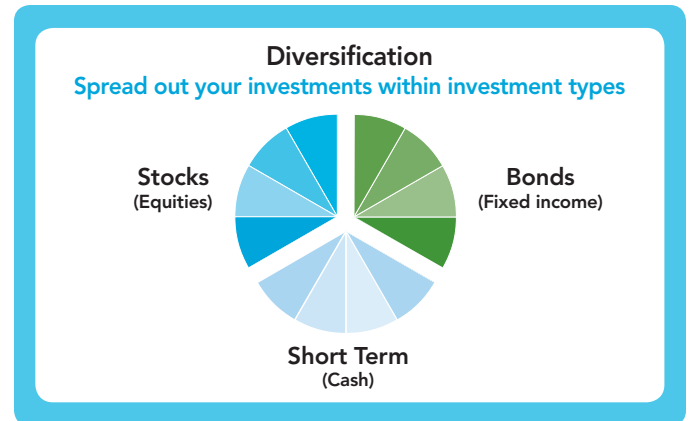 Diversification
Spread out your investments within investment types
Stocks
(Equities)
Bonds
(Fixed income)
Short Term
(Cash)